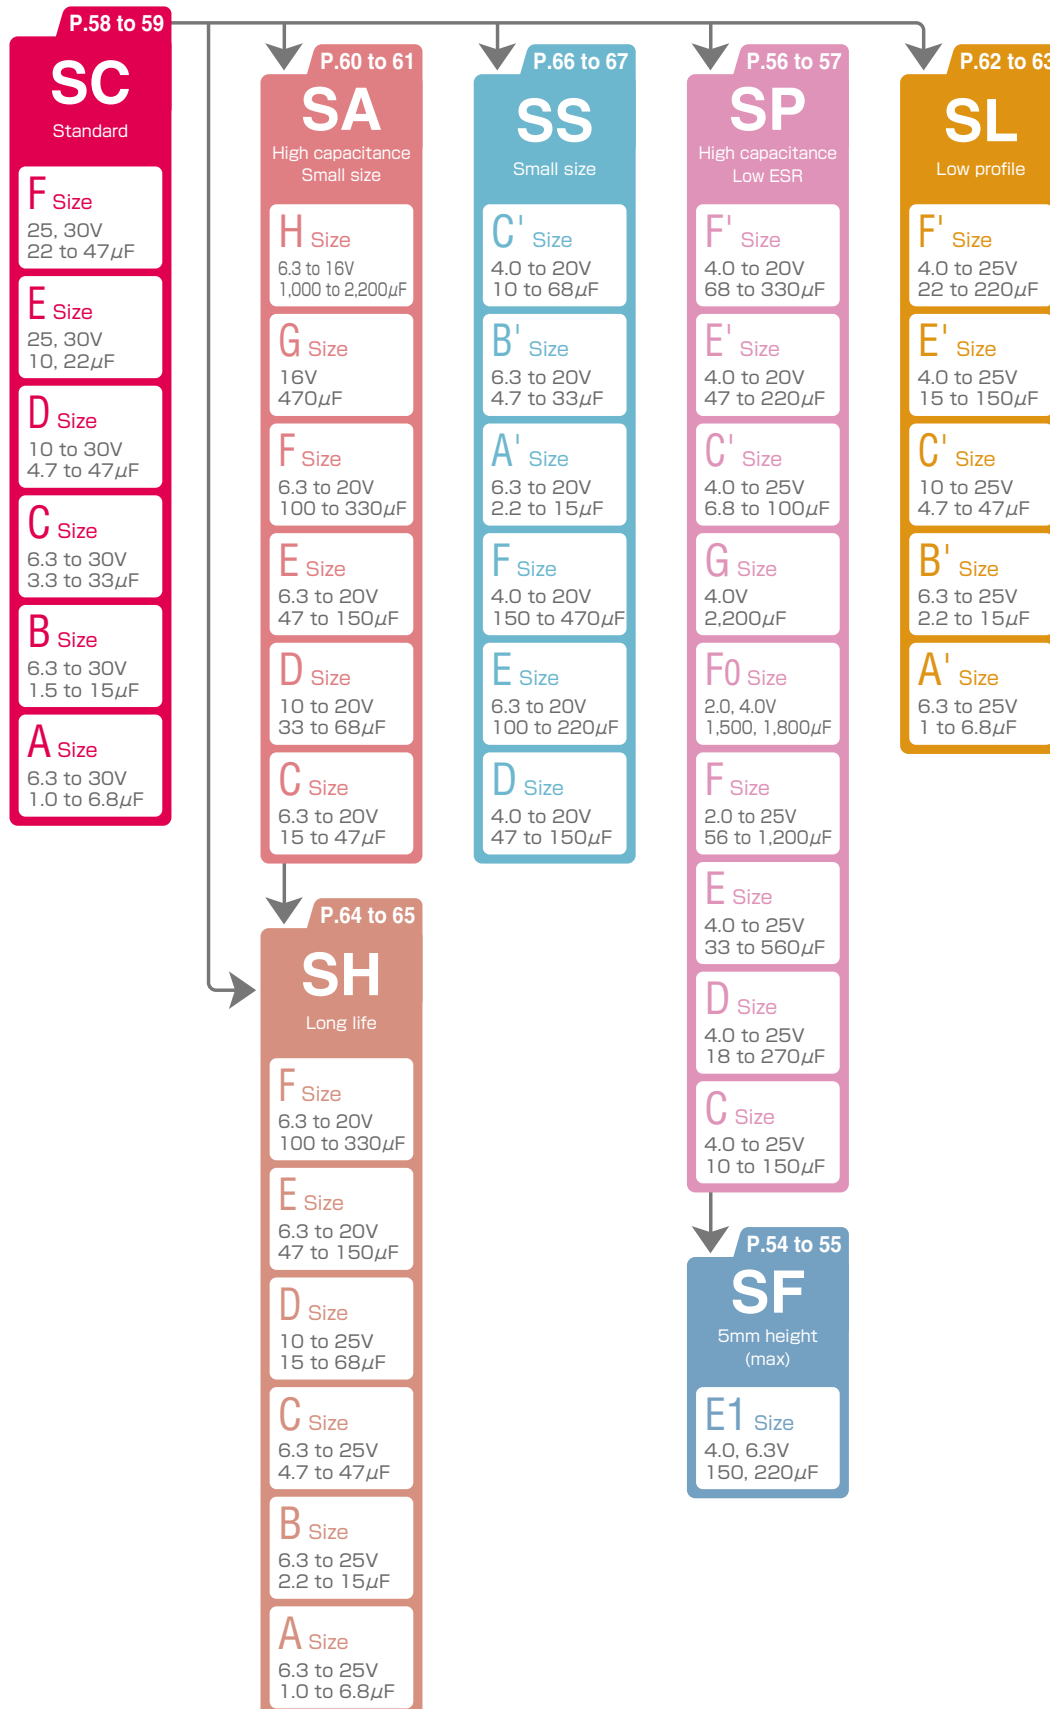 P.58 to 59
SC
Standard
F Size
25, 30V
22 to 47µF
E Size
25, 30V
10, 22µF
D Size
10 to 30V
4.7 to 47µF
C Size
6.3 to 30V
3.3 to 33µF
B Size
6.3 to 30V
1.5 to 15µF
A Size
6.3 to 30V
1.0 to 6.8µF
P.60 to 61
SA
High capacitance
Small size
H Size
6.3 to 16V
1,000 to 2,200µF
G Size
16V
470µF
F Size
6.3 to 20V
100 to 330µF
E Size
6.3 to 20V
47 to 150µF
D Size
10 to 20V
33 to 68µF
C Size
6.3 to 20V
15 to 47µF
P.64 to 65
SH
Long life
F Size
6.3 to 20V
100 to 330µF
E Size
6.3 to 20V
47 to 150µF
D Size
10 to 25V
15 to 68µF
C Size
6.3 to 25V
4.7 to 47µF
B Size
6.3 to 25V
2.2 to 15µF
A Size
6.3 to 25V
1.0 to 6.8µF
P.66 to 67
SS
Small size
C' Size
4.0 to 20V
10 to 68µF
B' Size
6.3 to 20V
4.7 to 33µF
A' Size
6.3 to 20V
2.2 to 15µF
F Size
4.0 to 20V
150 to 470µF
E Size
6.3 to 20V
100 to 220µF
D Size
4.0 to 20V
47 to 150µF
P.56 to 57
SP
High capacitance
Low ESR
F' Size
4.0 to 20V
68 to 330µF
E' Size
4.0 to 20V
47 to 220µF
C' Size
4.0 to 25V
6.8 to 100µF
G Size
4.0V
2,200µF
F0 Size
2.0, 4.0V
1,500, 1,800µF
F Size
2.0 to 25V
56 to 1,200µF
E Size
4.0 to 25V
33 to 560µF
D Size
4.0 to 25V
18 to 270µF
C Size
4.0 to 25V
10 to 150µF
P.54 to 55
SF
5mm height
(max)
E1 Size
4.0, 6.3V
150, 220µF
P.62 to 63
SL
Low profile
F' Size
4.0 to 25V
22 to 220µF
E' Size
4.0 to 25V
15 to 150µF
C' Size
10 to 25V
4.7 to 47µF
B' Size
6.3 to 25V
2.2 to 15µF
A' Size
6.3 to 25V
1 to 6.8µF